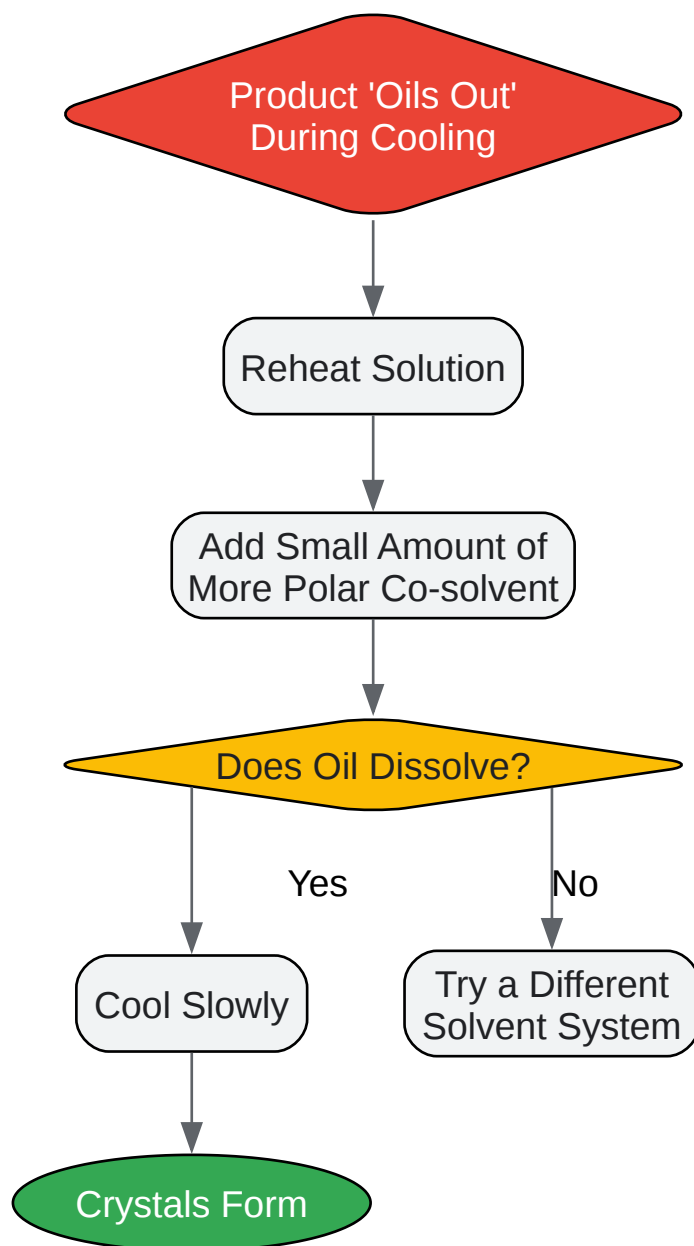 Product 'Oils Out'
During Cooling
Reheat Solution
Add Small Amount of
More Polar Co-solvent
Does Oil Dissolve?
Yes
No
Cool Slowly
Try a Different
Solvent System
Crystals Form